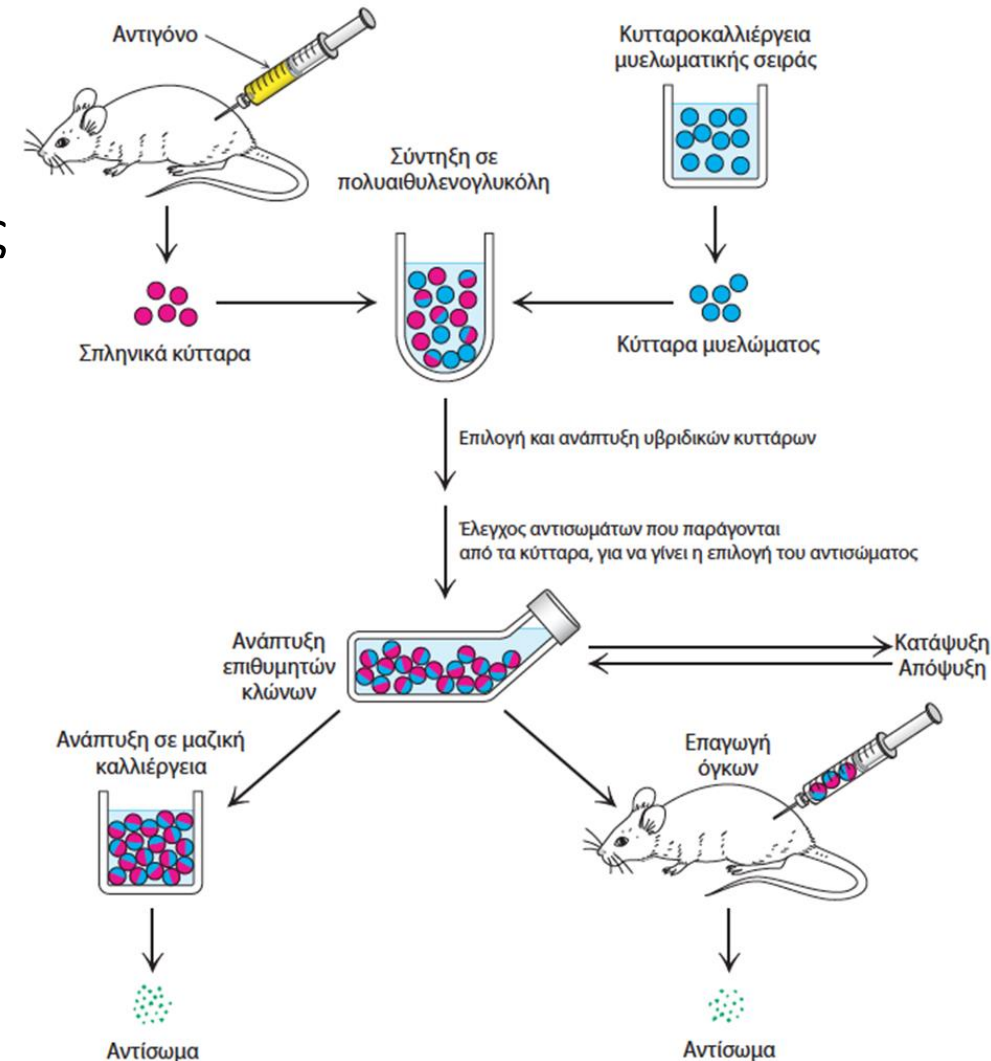 Αντιγόνο
Κυτταροκαλλιέργεια
μυελωματικής σειράς
Σύντηξη σε
πολυαιθυλενογλυκόλη
ς
Σπληνικά κύτταρα
Κύτταρα μυελώματος
Επιλογή και ανάπτυξη υβριδικών κυττάρων
Έλεγχος αντισωμάτων που παράγονται
από τα κύτταρα, για να γίνει η επιλογή του αντισώματος
Ανάπτυξη
επιθυμητών
κλώνων
Κατάψυξη
Απόψυξη
Ανάπτυξη σε μαζική
καλλιέργεια
Επαγωγή
όγκων
Αντίσωμα
Αντίσωμα